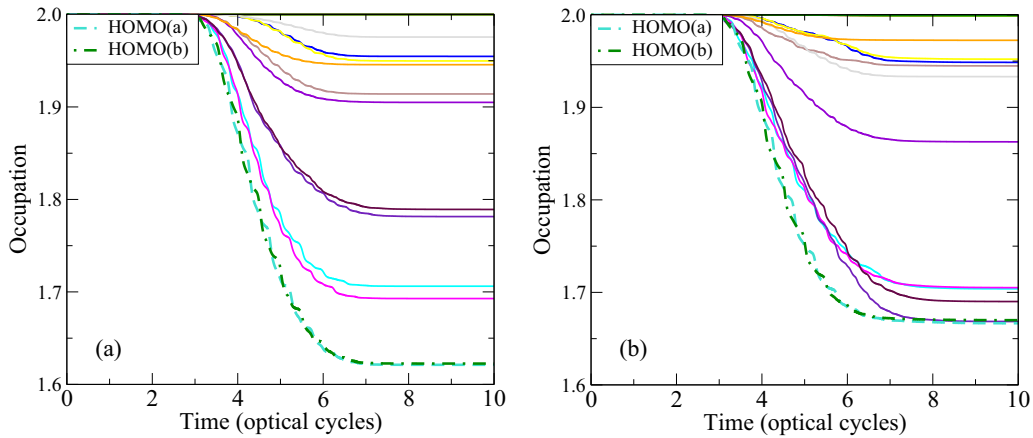 2.0
1.9
1.8
1.7
1.6
Occupation
HOMO(a)
HOMO(b)
(a)
0
2
4
6
8
10
Time (optical cycles)
2.0
1.9
1.8
1.7
1.6
Occupation
HOMO(a)
HOMO(b)
(b)
0
2
4
6
8
10
Time (optical cycles)